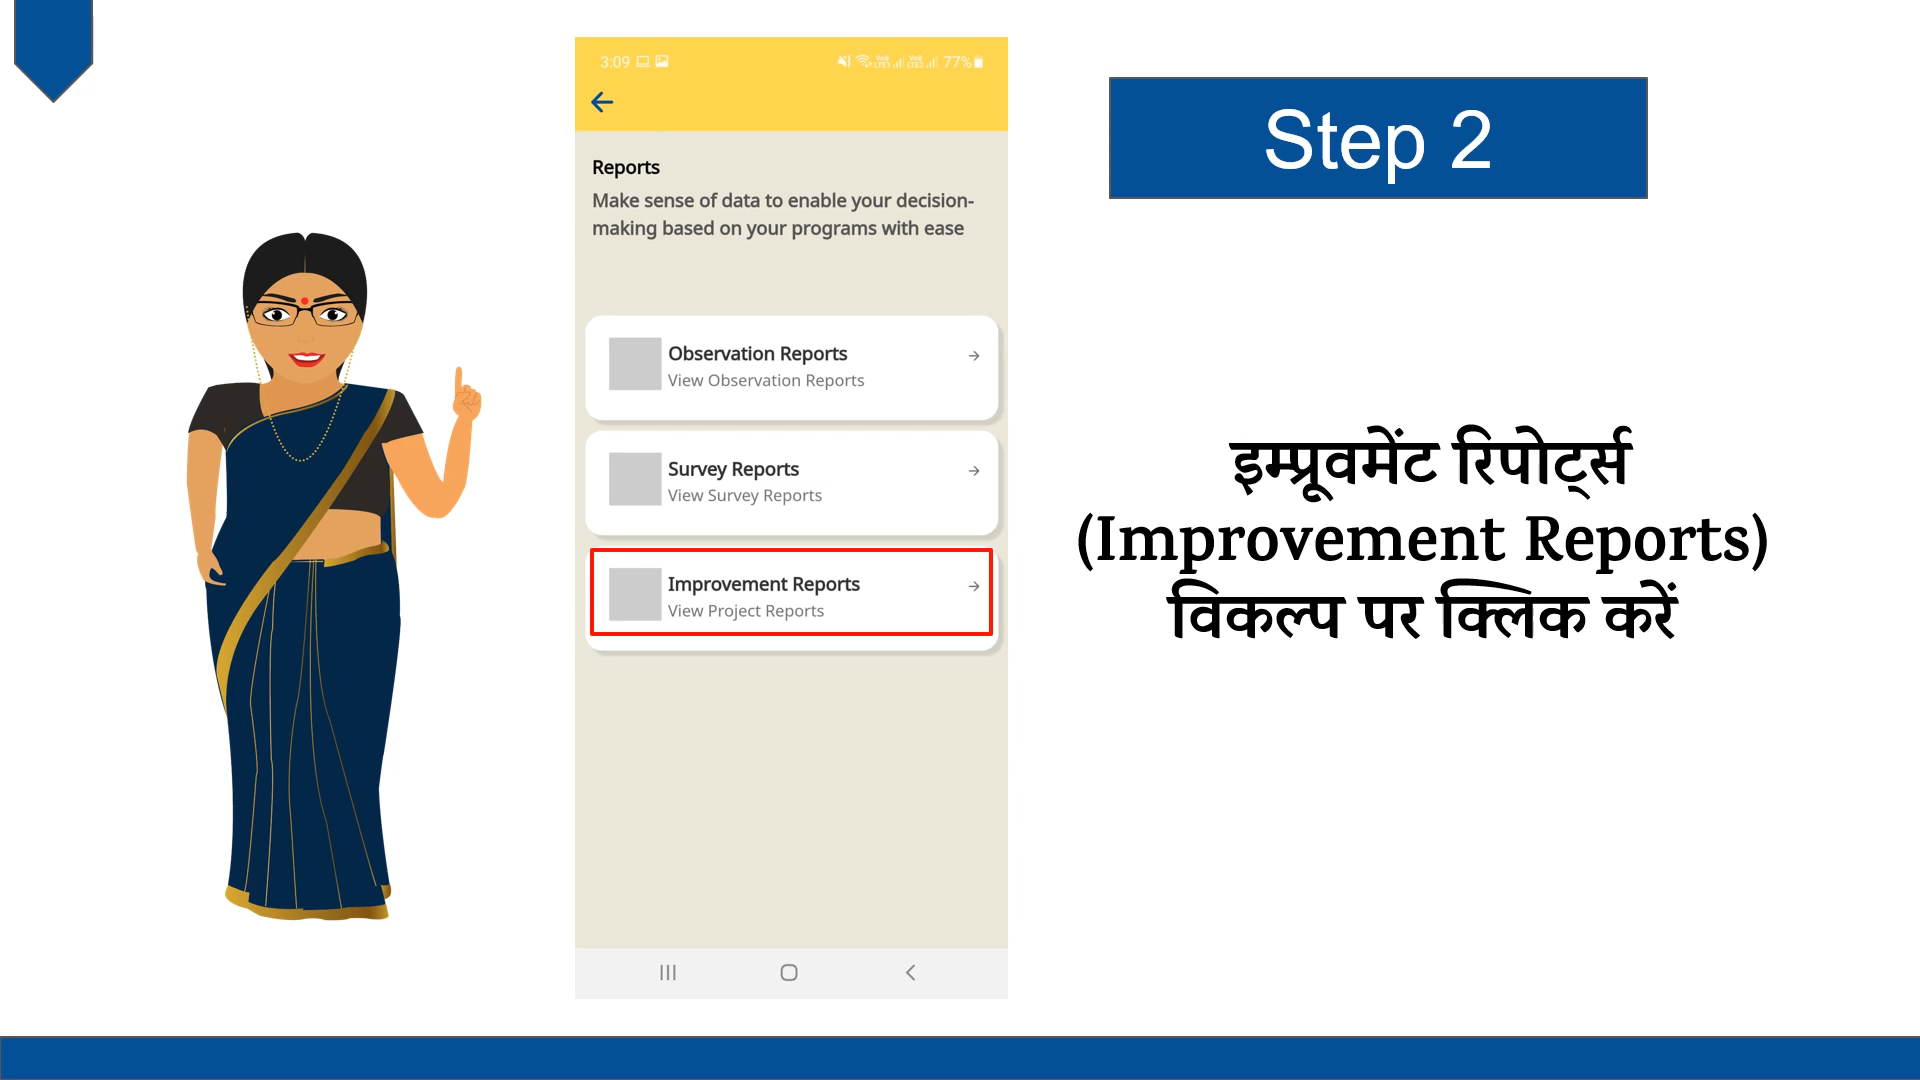 3:09
77%
Reports
Make sense of data to enable your decision-
making based on your programs with ease
Observation Reports
View Observation Reports
Survey Reports
View Survey Reports
Improvement Reports
View Project Reports
Step 2
इम्प्रूवमेंट रिपोर्ट्स
(Improvement Reports)
विकल्प पर क्लिक करें